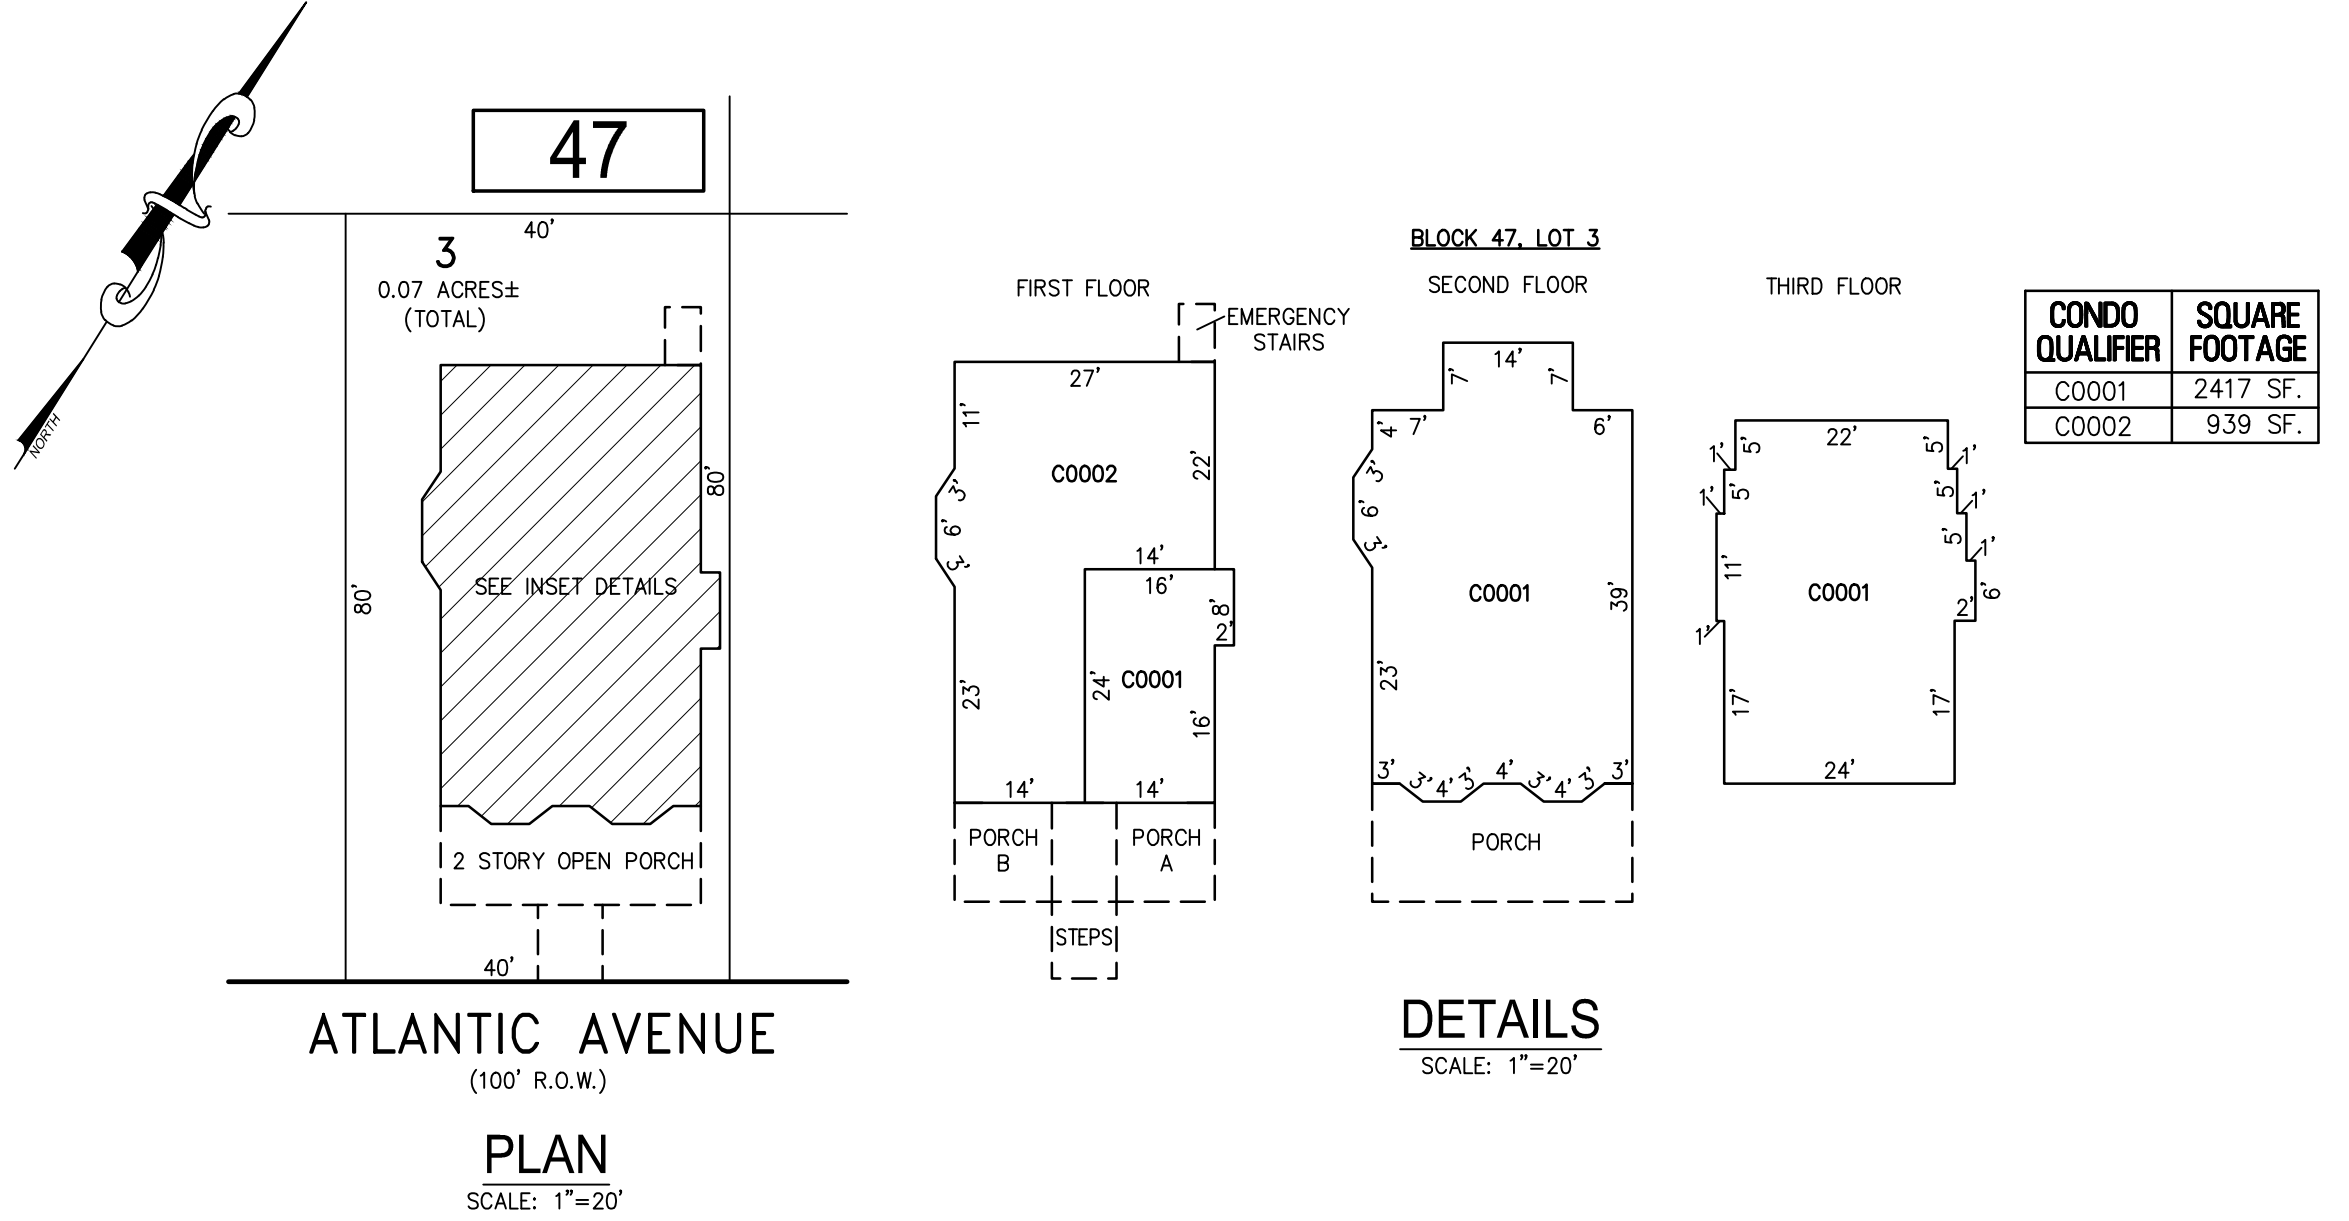 NORTH
47
40'
3
0.07 ACRES±
(TOTAL)
80'
80'
SEE INSET DETAILS
2 STORY OPEN PORCH
40'
ATLANTIC AVENUE
(100' R.O.W.)
PLAN
SCALE: 1"=20'
BLOCK 47, LOT 3
FIRST FLOOR
EMERGENCY
STAIRS
27'
11'
C0002
22'
3'
6'
3'
14'
16'
8'
2'
24'
C0001
23'
16'
14'
14'
PORCH
B
PORCH
A
STEPS
SECOND FLOOR
14'
7'
7'
4'
7'
6'
3'
6'
3'
C0001
39'
23'
3'
3'
4'
3'
4'
3'
4'
3'
3'
PORCH
THIRD FLOOR
22'
5'
5'
1'
1'
5'
5'
1'
1'
5'
1'
11'
C0001
6'
2'
1'
17'
17'
24'
DETAILS
SCALE: 1"=20'
CONDO QUALIFIER
SQUARE FOOTAGE
C0001 2417 SF.
C0002 939 SF.